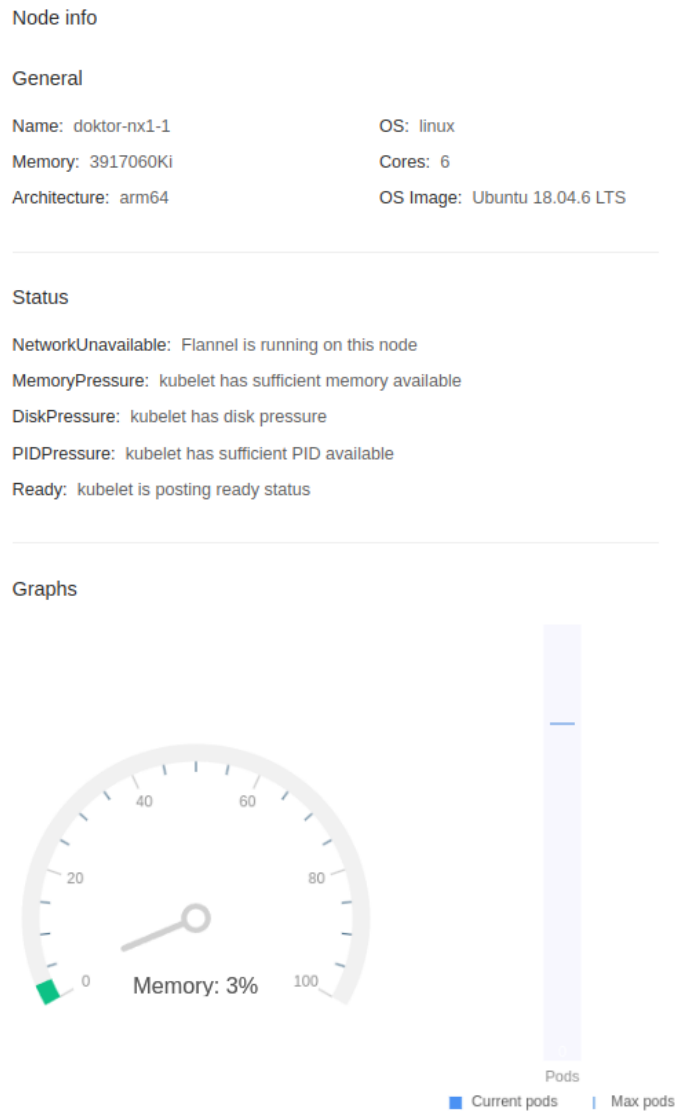 Node info
General
Name: doktor-nx1-1
OS: linux
Memory: 3917060Ki
Cores: 6
Architecture: arm64
OS Image: Ubuntu 18.04.6 LTS
Status
NetworkUnavailable: Flannel is running on this node
MemoryPressure: kubelet has sufficient memory available
DiskPressure: kubelet has disk pressure
PIDPressure: kubelet has sufficient PID available
Ready: kubelet is posting ready status
Graphs
40
60
20
80
0
100
Memory: 3%
Pods
Current pods
Max pods